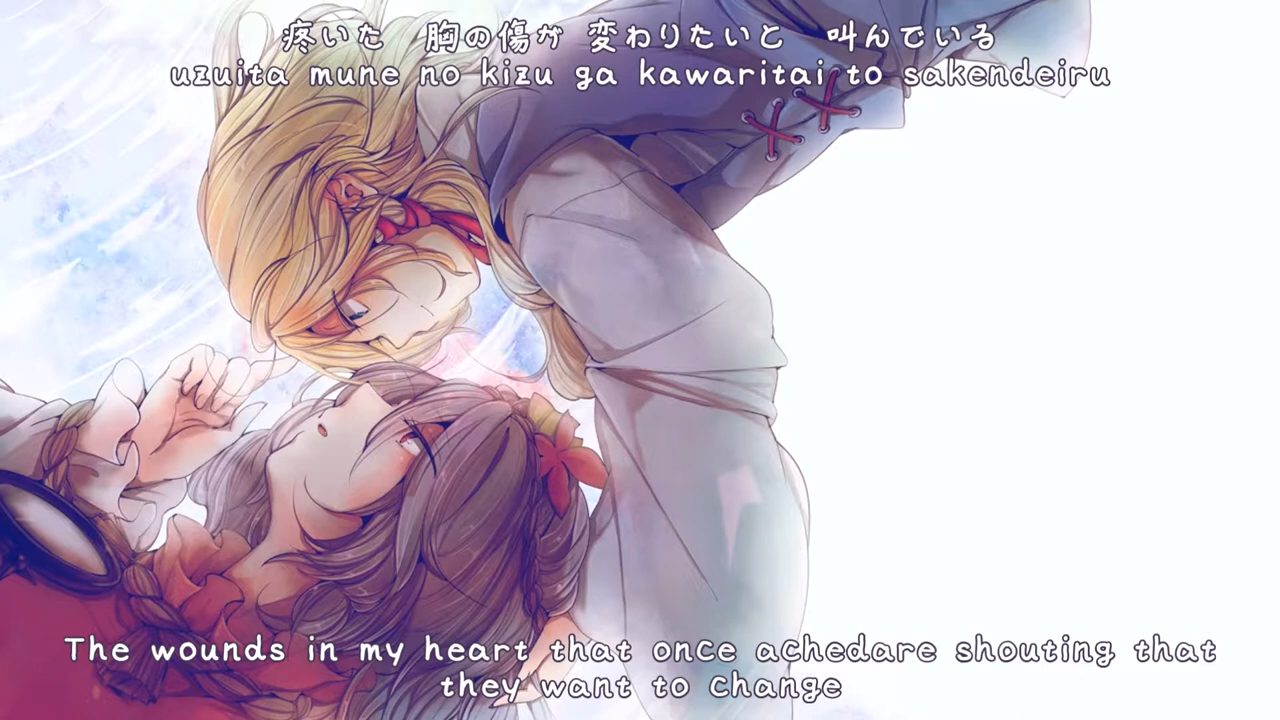 疼いた　胸の傷が 変わりたいと　叫んでいる
uzuita mune no kizu ga kawaritai to sakendeiru
The wounds in my heart that once achedare shouting that
they want to change